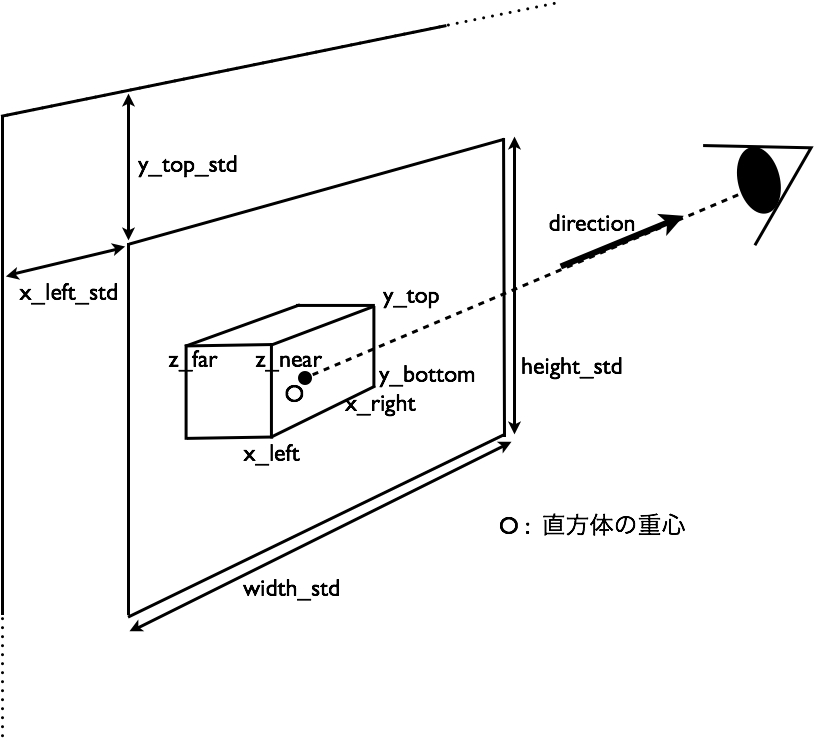 y_top_std
direction
x_left_std
y_top
z_far
z_near
y_bottom
height_std
x_right
x_left
: 直方体の重心
width_std